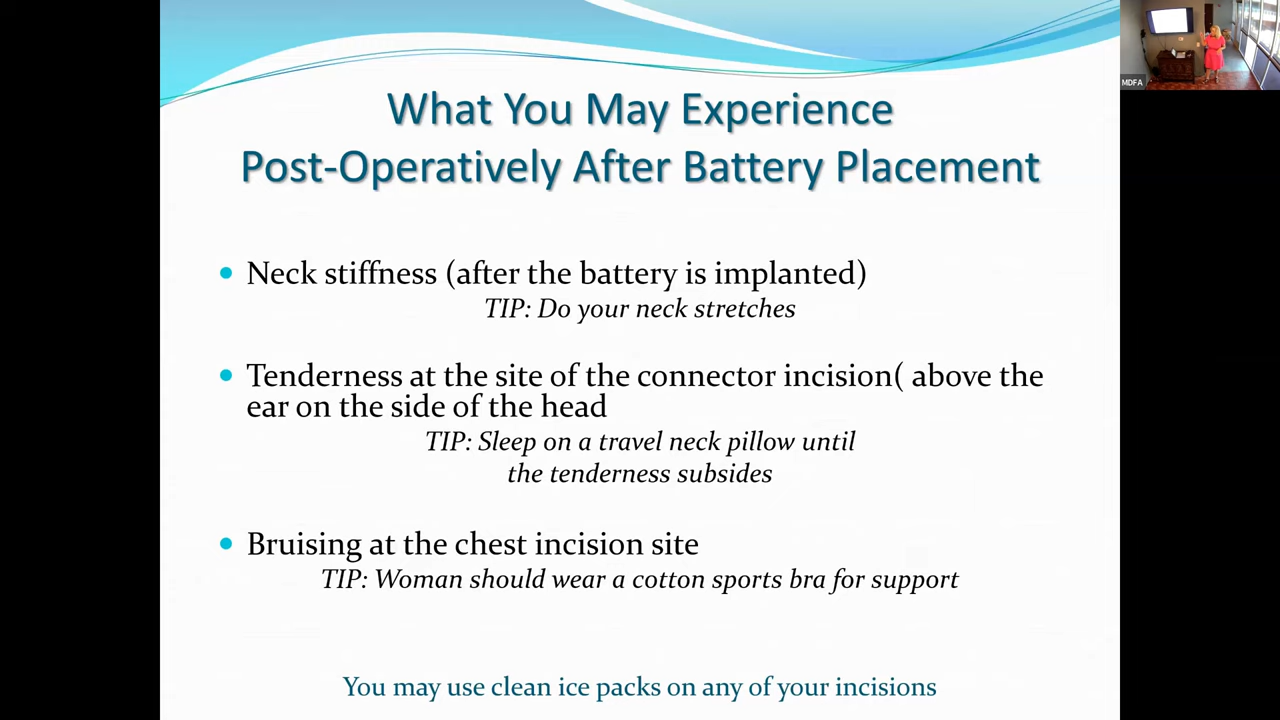 What You May Experience
Post-Operatively After Battery Placement
Neck stiffness (after the battery is implanted)
TIP: Do your neck stretches
Tenderness at the site of the connector incision( above the
ear on the side of the head
TIP: Sleep on a travel neck pillow until
the tenderness subsides
Bruising at the chest incision site
TIP: Woman should wear a cotton sports bra for support
You may use clean ice packs on any of your incisions
MDFA